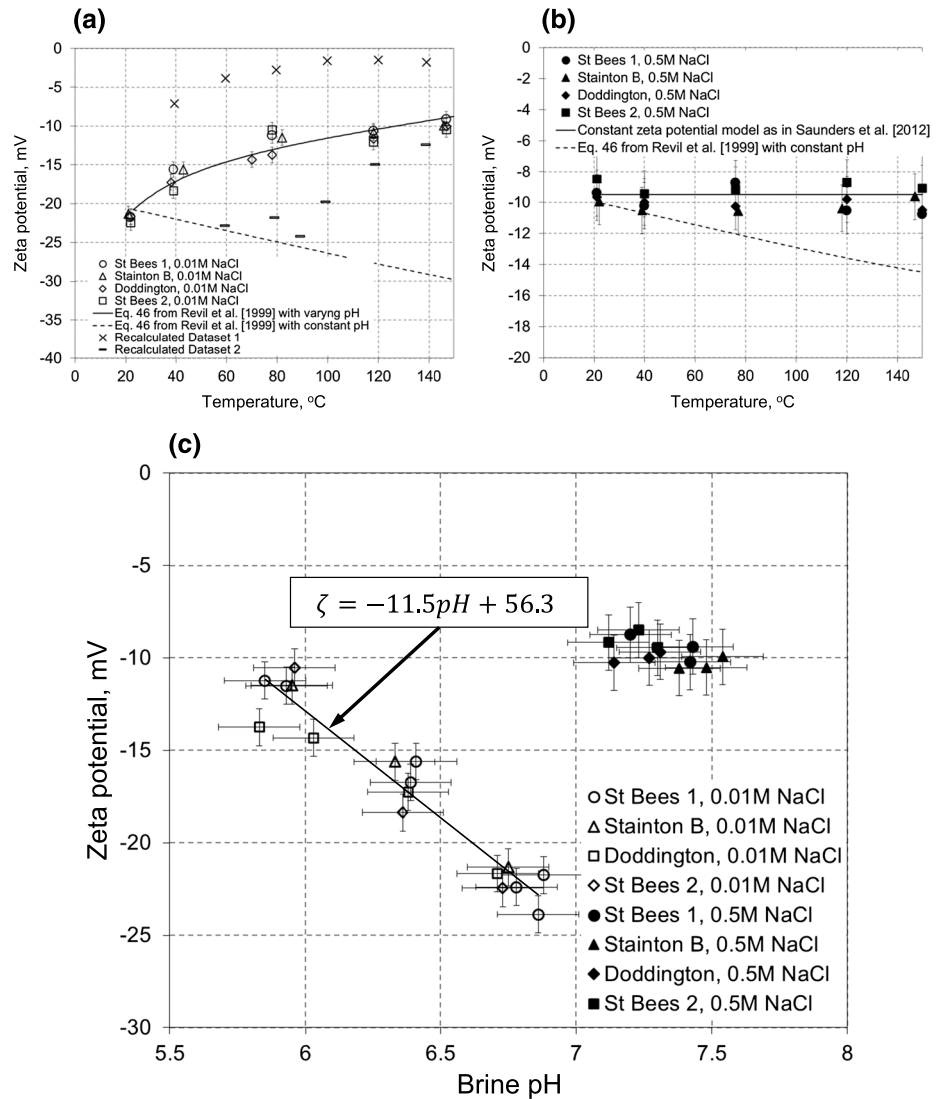 (a)
0
-5
-10
-15
-20
-25
-30
-35
-40
Zeta potential, mV
0 20 40 60 80 100 120 140
Temperature, °C
St Bees 1, 0.01M NaCl
Stainton B, 0.01M NaCl
Doddington, 0.01M NaCl
St Bees 2, 0.01M NaCl
Eq. 46 from Revil et al. [1999] with varyng pH
Eq. 46 from Revil et al. [1999] with constant pH
Recalculated Dataset 1
Recalculated Dataset 2
(b)
0
-2
-4
-6
-8
-10
-12
-14
-16
-18
-20
Zeta potential, mV
0 20 40 60 80 100 120 140
Temperature, °C
St Bees 1, 0.5M NaCl
Stainton B, 0.5M NaCl
Doddington, 0.5M NaCl
St Bees 2, 0.5M NaCl
Constant zeta potential model as in Saunders et al. [2012]
Eq. 46 from Revil et al. [1999] with constant pH
(c)
0
-5
-10
-15
-20
-25
-30
Zeta potential, mV
5.5 6 6.5 7 7.5 8
Brine pH
ζ = −11.5pH + 56.3
St Bees 1, 0.01M NaCl
Stainton B, 0.01M NaCl
Doddington, 0.01M NaCl
St Bees 2, 0.01M NaCl
St Bees 1, 0.5M NaCl
Stainton B, 0.5M NaCl
Doddington, 0.5M NaCl
St Bees 2, 0.5M NaCl